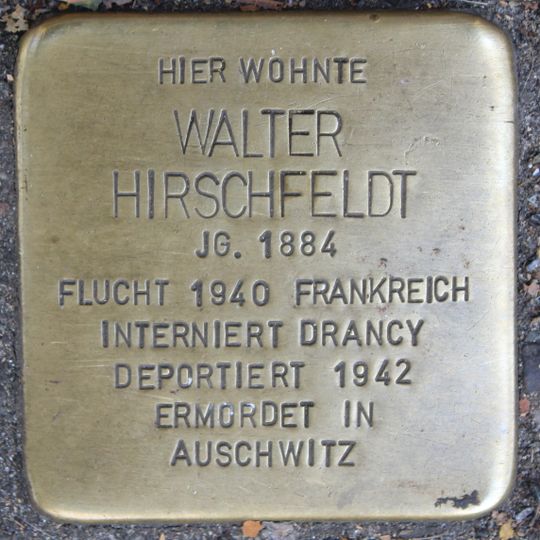 HIER WOHNTE
WALTER
HIRSCHFELDT
JG. 1884
FLUCHT 1940 FRANKREICH
INTERNIERT DRANCY
DEPORTIERT 1942
ERMORDET IN
AUSCHWITZ